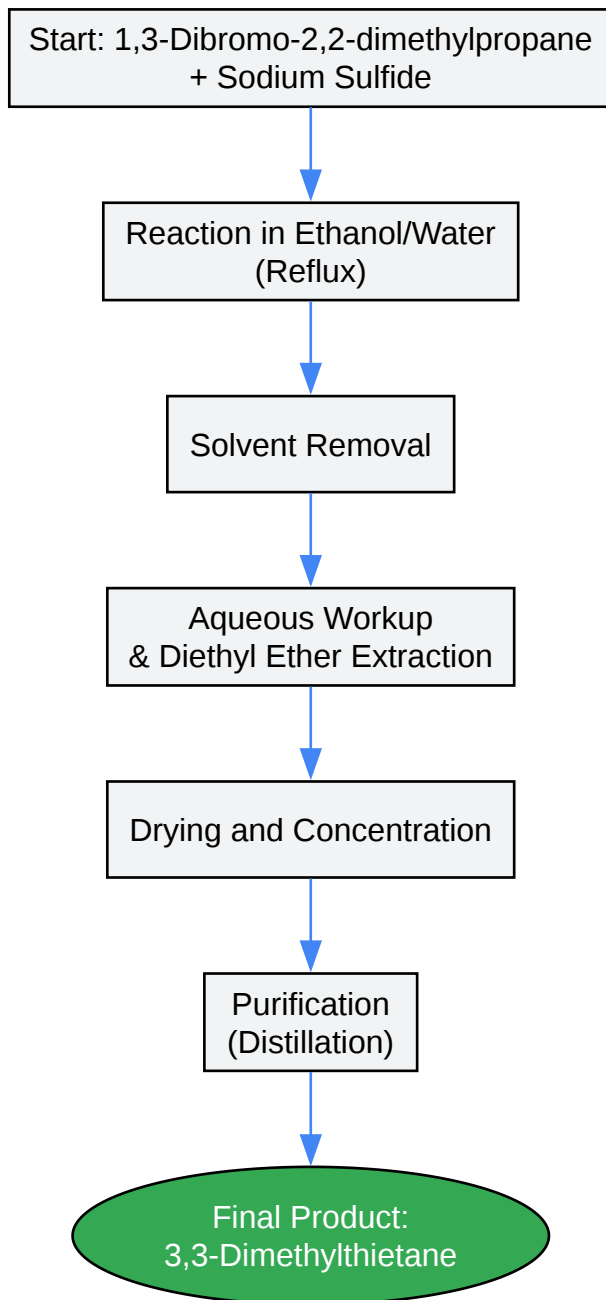 Start: 1,3-Dibromo-2,2-dimethylpropane
+ Sodium Sulfide
Reaction in Ethanol/Water
(Reflux)
Solvent Removal
Aqueous Workup
& Diethyl Ether Extraction
Drying and Concentration
Purification
(Distillation)
Final Product:
3,3-Dimethylthietane